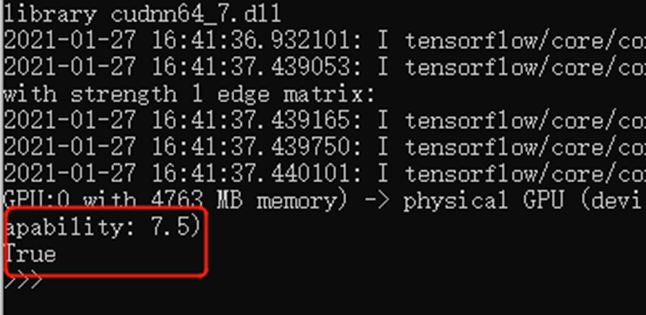 library cudnn64_7.dll
2021-01-27 16:41:36.932101: I tensorflow/core/co
2021-01-27 16:41:37.439053: I tensorflow/core/co
with strength 1 edge matrix:
2021-01-27 16:41:37.439165: I tensorflow/core/co
2021-01-27 16:41:37.439750: I tensorflow/core/co
2021-01-27 16:41:37.440101: I tensorflow/core/co
GPU:0 with 4763 MB memory) -> physical GPU (devi
apability: 7.5)
True
>>>